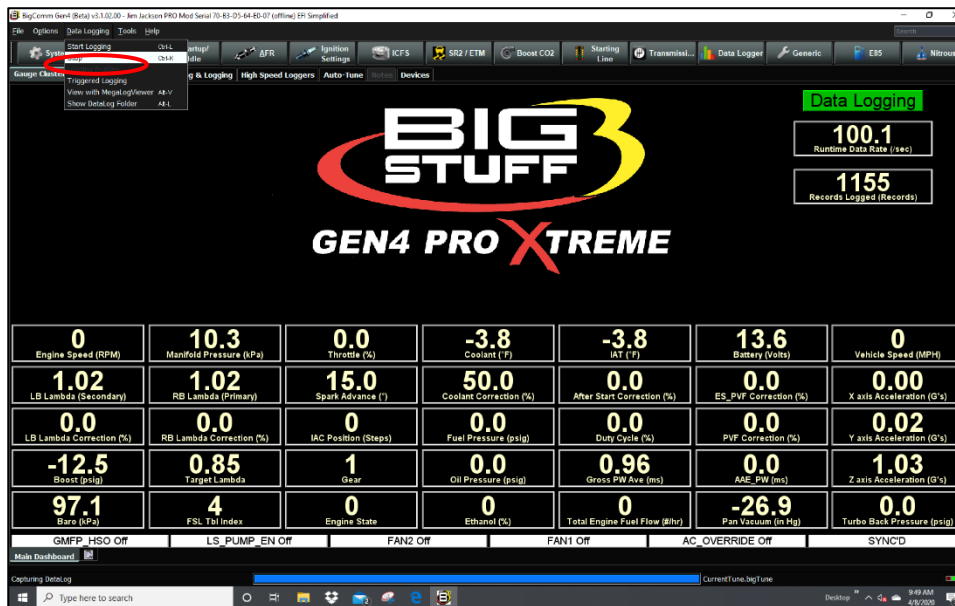 BigComm Gen4 (Beta) v3.1.02.00 - Jim Jackson PRO Mod Serial 70-B3-D5-64-E0-07 (offline) EFI Simplified
File Options Data Logging Tools Help
Search
Start Logging Ctrl-L
Stop Ctrl-K
Triggered Logging
View with MegaLogViewer Alt-V
Show DataLog Folder Alt-L
AFR
Ignition Settings
ICFS
SR2 / ETM
Boost CO2
Starting Line
Transmissi...
Data Logger
Generic
E85
Nitrous
Gauge Cluster
g & Logging
High Speed Loggers
Auto-Tune
Notes
Devices
Data Logging
100.1
Runtime Data Rate (/sec)
1155
Records Logged (Records)
BIG
STUFF
3
GEN4 PRO XTREME
0 10.3 0.0 -3.8 -3.8 13.6 0
Engine Speed (RPM) Manifold Pressure (kPa) Throttle (%) Coolant (°F) IAT (°F) Battery (Volts) Vehicle Speed (MPH)
1.02 1.02 15.0 50.0 0.0 0.0 0.00
LB Lambda (Secondary) RB Lambda (Primary) Spark Advance (°) Coolant Correction (%) After Start Correction (%) ES_PVF Correction (%) X axis Acceleration (G's)
0.0 0.0 0 0.0 0.0 0.0 0.02
LB Lambda Correction (%) RB Lambda Correction (%) IAC Position (Steps) Fuel Pressure (psig) Duty Cycle (%) PVF Correction (%) Y axis Acceleration (G's)
-12.5 0.85 1 0.0 0.96 0.0 1.03
Boost (psig) Target Lambda Gear Oil Pressure (psig) Gross PW Ave (ms) AAE_PW (ms) Z axis Acceleration (G's)
97.1 4 0 0 0 -26.9 0.0
Baro (kPa) FSL Tbl Index Engine State Ethanol (%) Total Engine Fuel Flow (#/hr) Pan Vacuum (in Hg) Turbo Back Pressure (psig)
GMFP_HSO Off LS_PUMP_EN Off FAN2 Off FAN1 Off AC_OVERRIDE Off SYNC'D
Main Dashboard
Capturing DataLog
CurrentTune.bigTune
Type here to search
Desktop
9:49 AM
4/8/2020